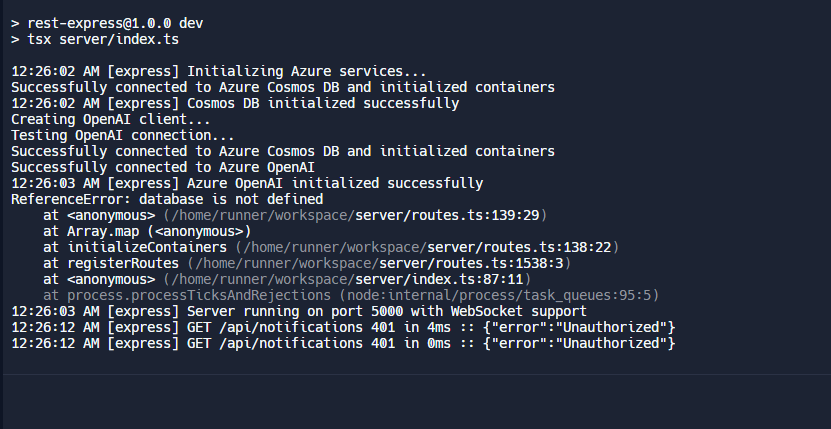 > rest-express@1.0.0 dev
> tsx server/index.ts
12:26:02 AM [express] Initializing Azure services...
Successfully connected to Azure Cosmos DB and initialized containers
12:26:02 AM [express] Cosmos DB initialized successfully
Creating OpenAI client...
Testing OpenAI connection...
Successfully connected to Azure Cosmos DB and initialized containers
Successfully connected to Azure OpenAI
12:26:03 AM [express] Azure OpenAI initialized successfully
ReferenceError: database is not defined
    at <anonymous> (/home/runner/workspace/server/routes.ts:139:29)
    at Array.map (<anonymous>)
    at initializeContainers (/home/runner/workspace/server/routes.ts:138:22)
    at registerRoutes (/home/runner/workspace/server/routes.ts:1538:3)
    at <anonymous> (/home/runner/workspace/server/index.ts:87:11)
    at process.processTicksAndRejections (node:internal/process/task_queues:95:5)
12:26:03 AM [express] Server running on port 5000 with WebSocket support
12:26:12 AM [express] GET /api/notifications 401 in 4ms :: {"error":"Unauthorized"}
12:26:12 AM [express] GET /api/notifications 401 in 0ms :: {"error":"Unauthorized"}